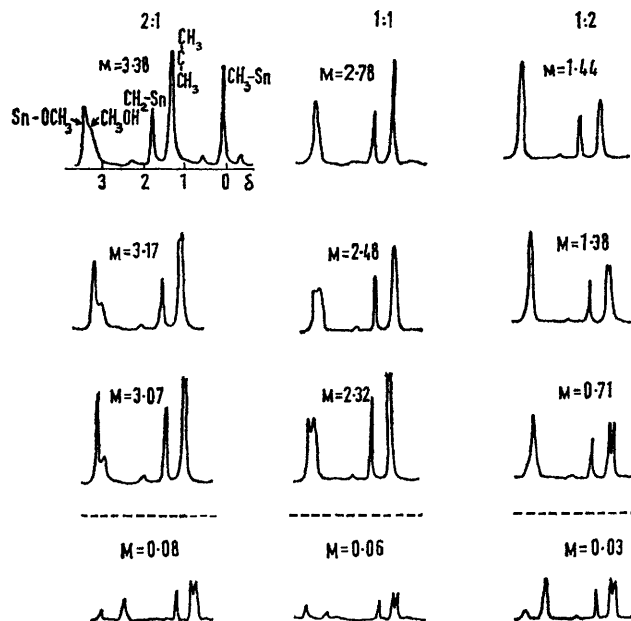 2:1 1:1 1:2
CH3
M=3·38 C M=2·78 M=1·44
CH3
CH2-Sn CH3-Sn
Sn-OCH3 CH3OH
3 2 1 0 δ
M=3·17 M=2·48 M=1·38
M=3·07 M=2·32 M=0·71
M=0·08 M=0·06 M=0·03